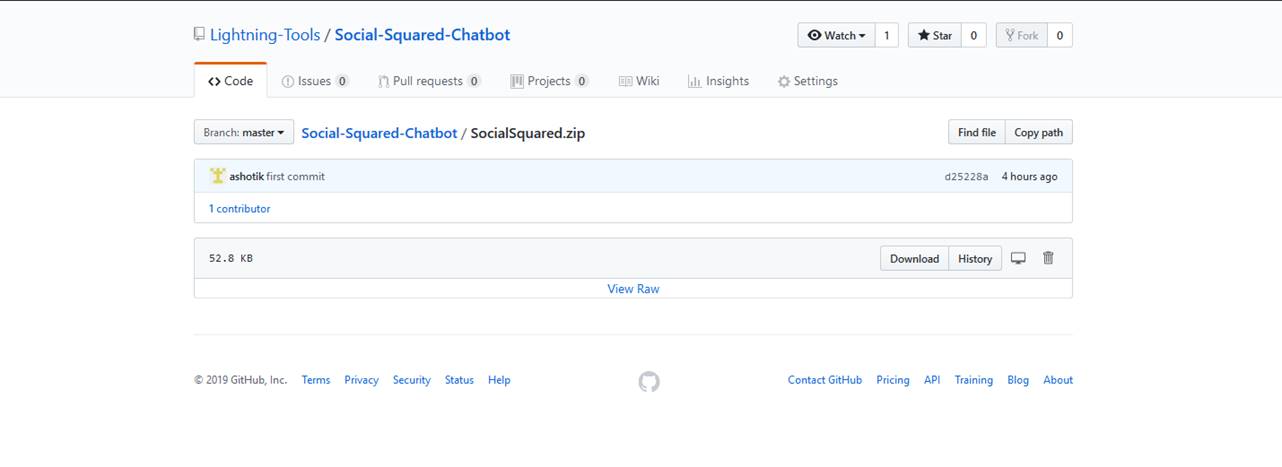 Lightning-Tools / Social-Squared-Chatbot Watch 1 Star 0 Fork 0
Code Issues 0 Pull requests 0 Projects 0 Wiki Insights Settings
Branch: master Social-Squared-Chatbot / SocialSquared.zip Find file Copy path
ashotik first commit d25228a 4 hours ago
1 contributor
52.8 KB Download History
View Raw
© 2019 GitHub, Inc. Terms Privacy Security Status Help Contact GitHub Pricing API Training Blog About